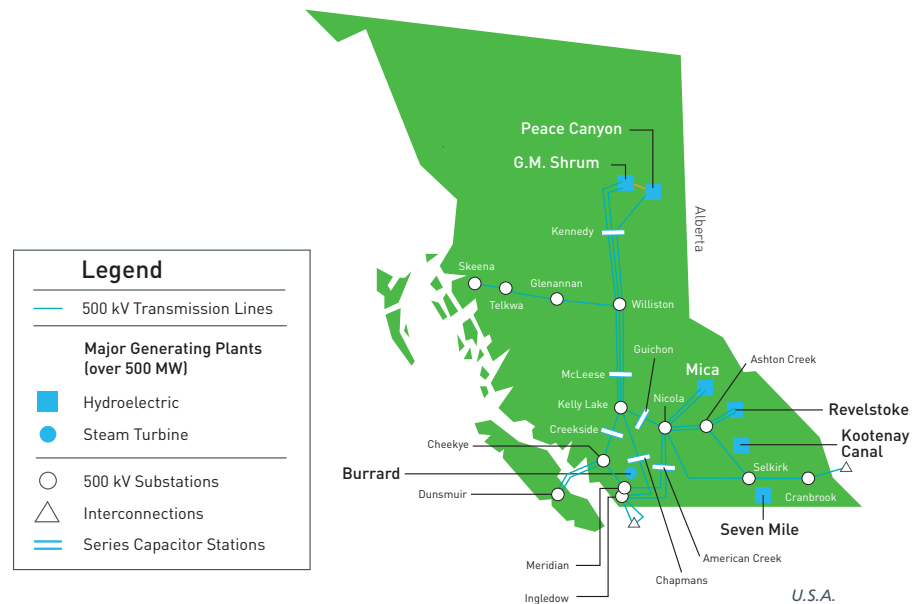 Peace Canyon
G.M. Shrum
Alberta
Kennedy
Skeena
Glenannan
Telkwa
Williston
Guichon
McLeese
Mica
Ashton Creek
Kelly Lake
Nicola
Revelstoke
Creekside
Cheekye
Kootenay
Canal
Burrard
Selkirk
Dunsmuir
Cranbrook
Seven Mile
American Creek
Meridian
Chapmans
Ingledow
U.S.A.
Legend
500 kV Transmission Lines
Major Generating Plants
(over 500 MW)
Hydroelectric
Steam Turbine
500 kV Substations
Interconnections
Series Capacitor Stations